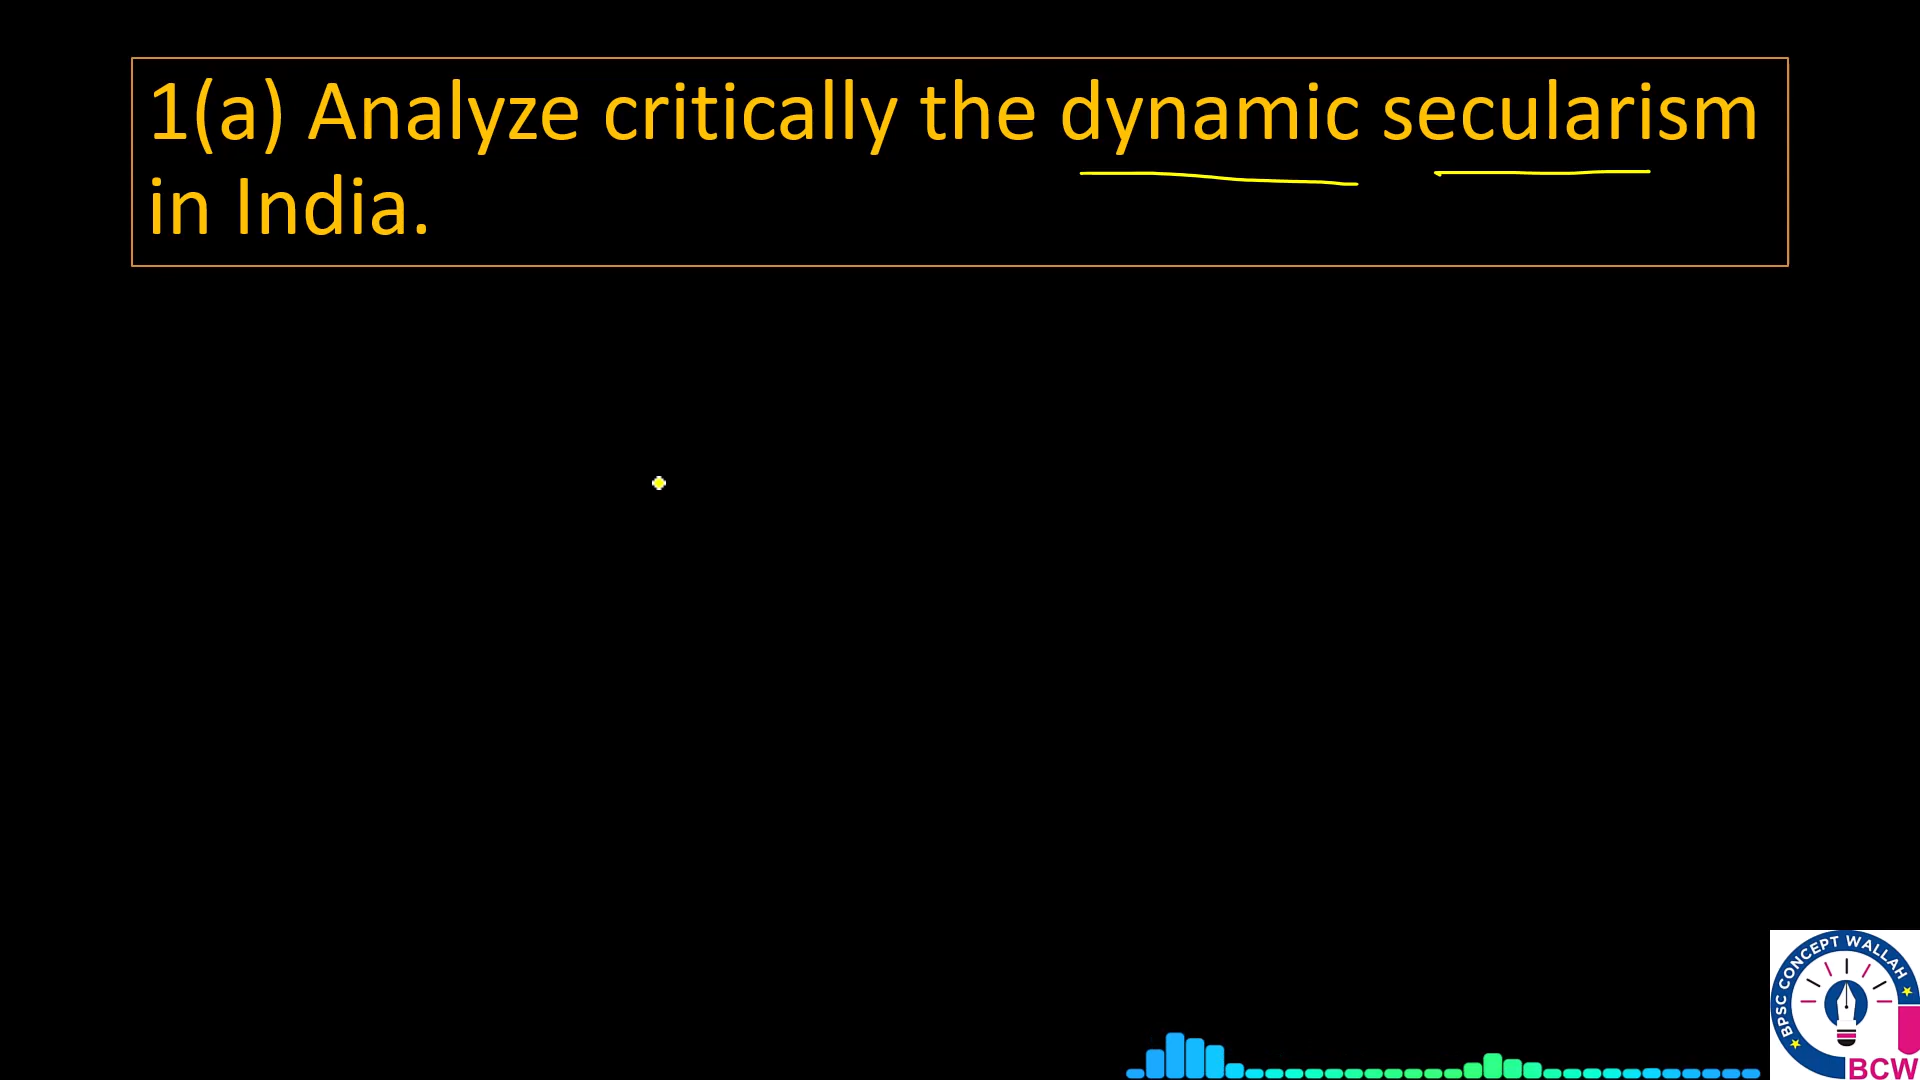 1(a) Analyze critically the dynamic secularism
in India.
BPSC CONCEPT WALLAH
BCW